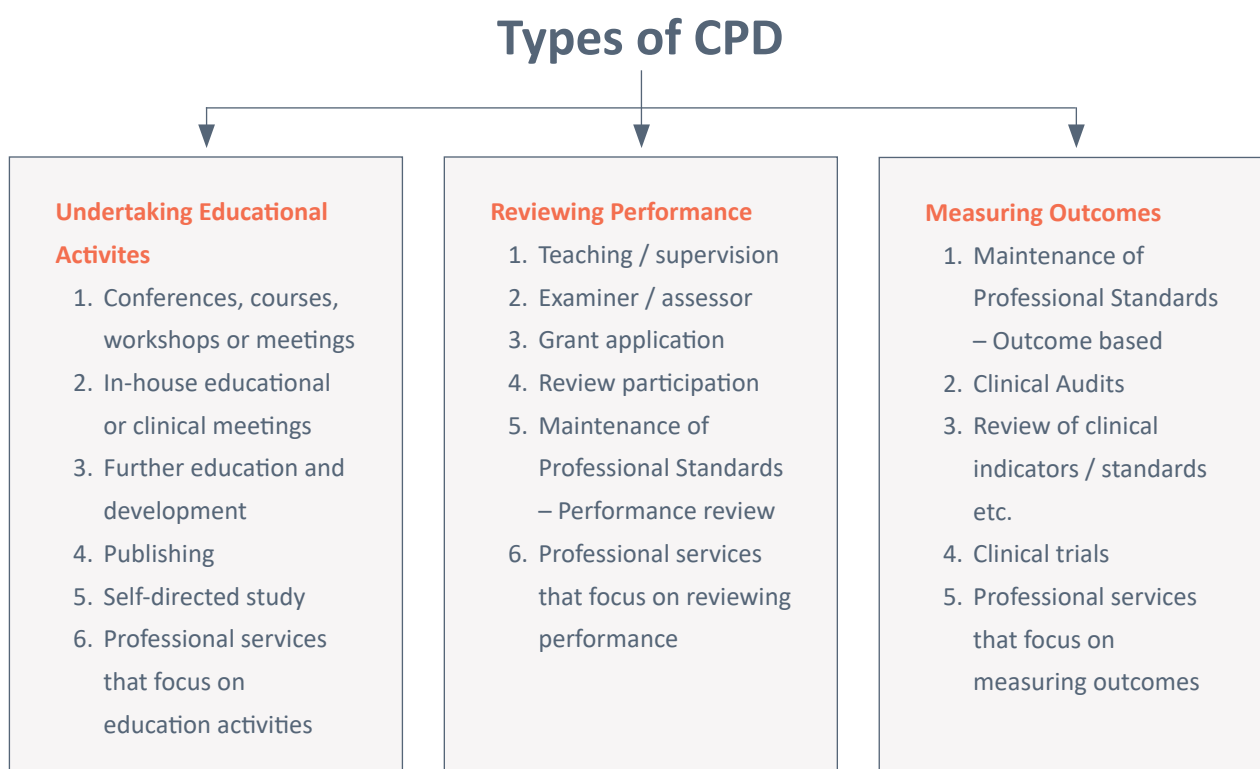 Types of CPD
Undertaking Educational
Activites
1. Conferences, courses,
workshops or meetings
2. In-house educational
or clinical meetings
3. Further education and
development
4. Publishing
5. Self-directed study
6. Professional services
that focus on
education activities
Reviewing Performance
1. Teaching / supervision
2. Examiner / assessor
3. Grant application
4. Review participation
5. Maintenance of
Professional Standards
– Performance review
6. Professional services
that focus on reviewing
performance
Measuring Outcomes
1. Maintenance of
Professional Standards
– Outcome based
2. Clinical Audits
3. Review of clinical
indicators / standards
etc.
4. Clinical trials
5. Professional services
that focus on
measuring outcomes